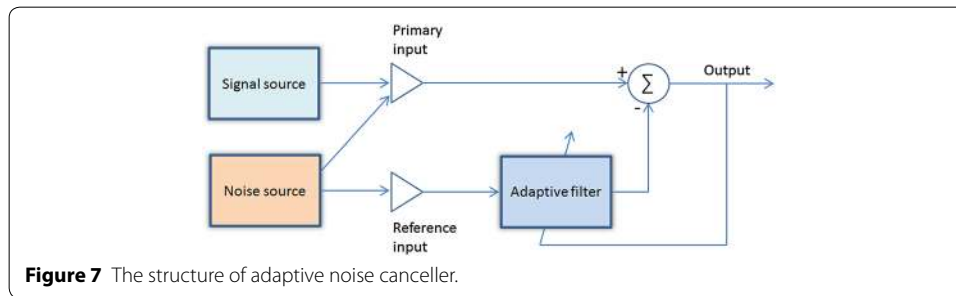 Primary
input
Signal source
+
Σ
Output
-
Noise source
Adaptive filter
Reference
input
Figure 7 The structure of adaptive noise canceller.